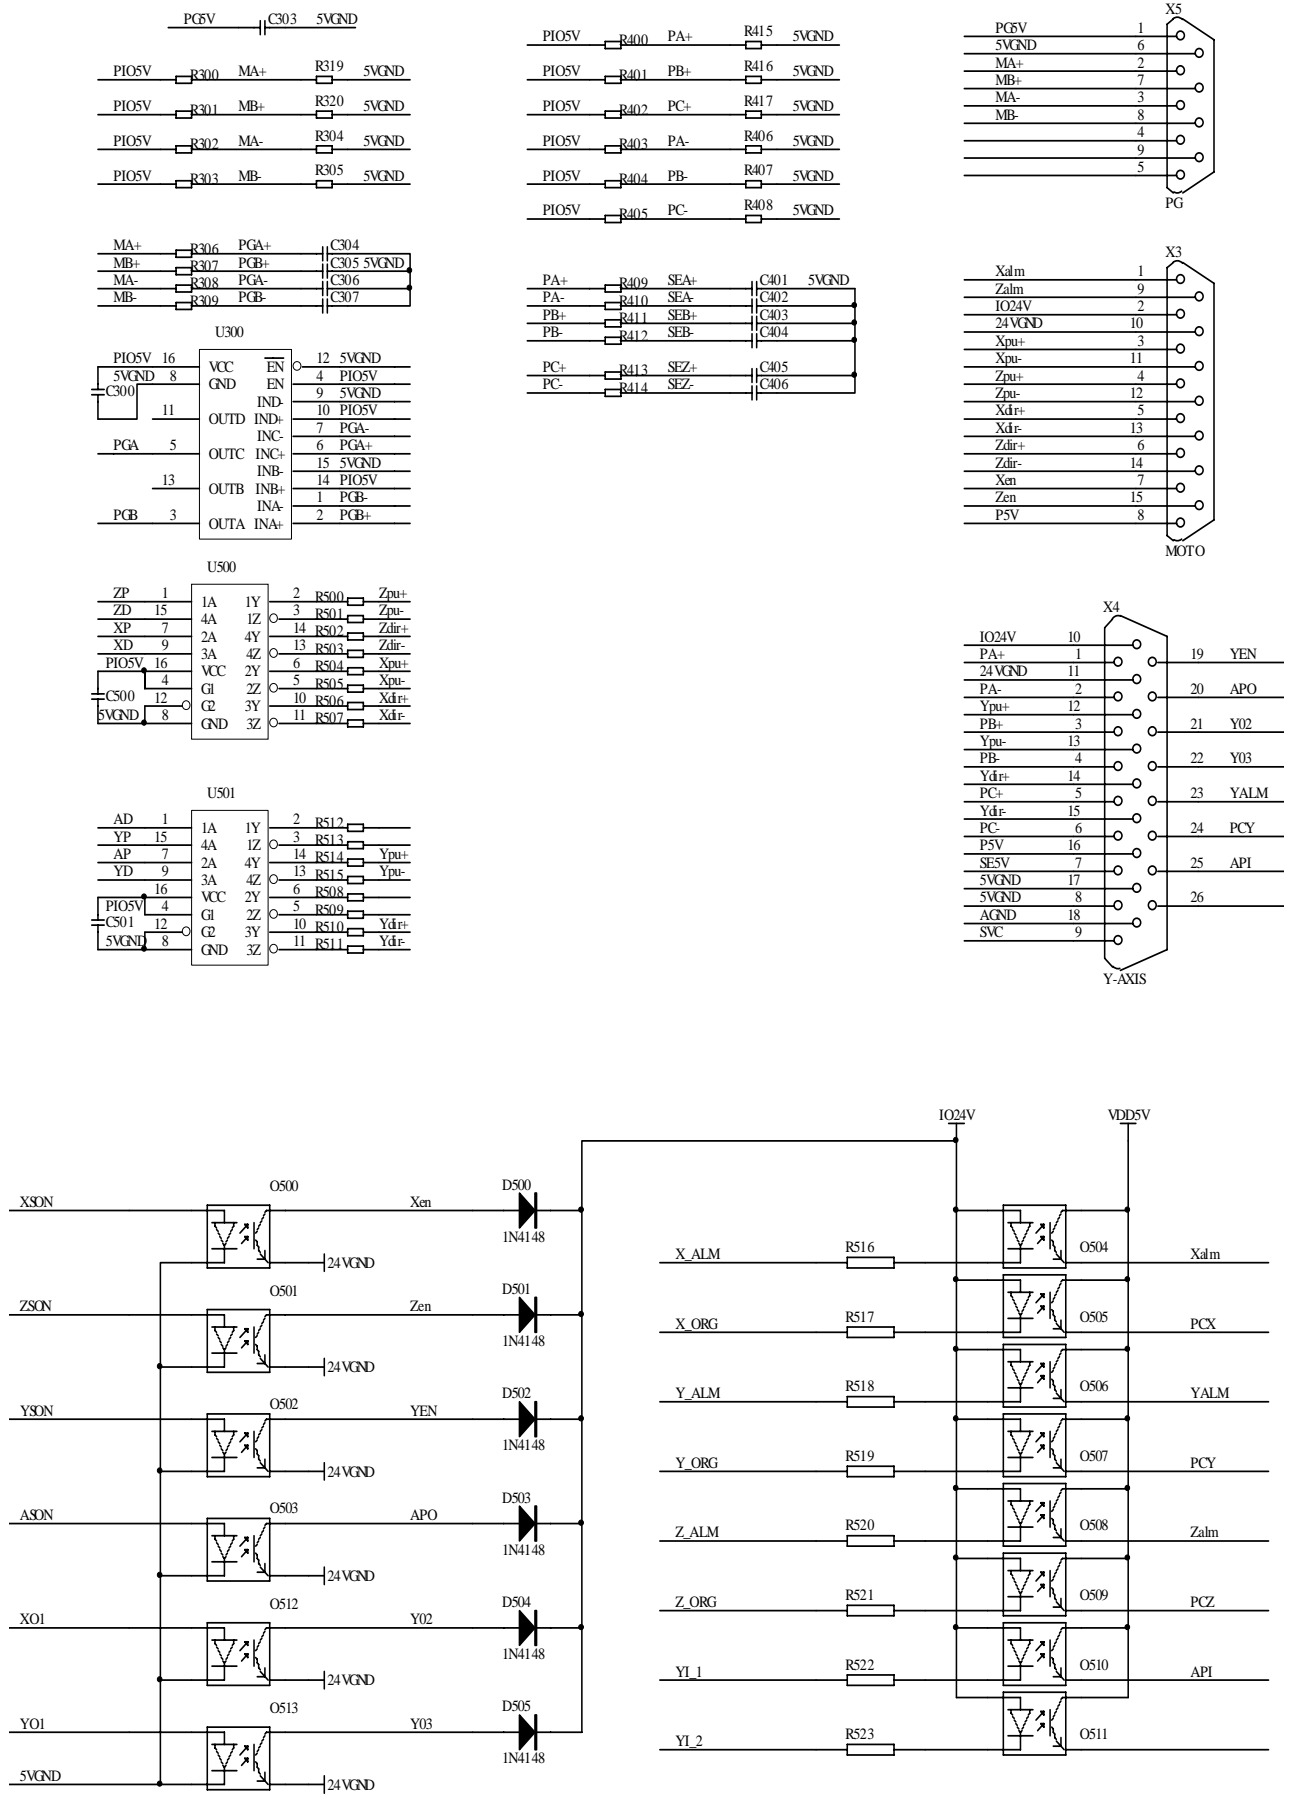 PG5V C303 5VGND
PIO5V R300 MA+ R319 5VGND
PIO5V R301 MB+ R320 5VGND
PIO5V R302 MA- R304 5VGND
PIO5V R303 MB- R305 5VGND
MA+ R306 PGA+ C304
MB+ R307 PGB+ C305 5VGND
MA- R308 PGA- C306
MB- R309 PGB- C307
U300
PIO5V 16 VCC EN 12 5VGND
5VGND 8 GND EN 4 PIO5V
C300 IND- 9 5VGND
11 OUTD IND+ 10 PIO5V
INC- 7 PGA-
PGA 5 OUTC INC+ 6 PGA+
INB- 15 5VGND
13 OUTB INB+ 14 PIO5V
INA- 1 PGB-
PGB 3 OUTA INA+ 2 PGB+
U500
ZP 1 1A 1Y 2 R500 Zpu+
ZD 15 4A 1Z 3 R501 Zpu-
XP 7 2A 4Y 14 R502 Zdir+
XD 9 3A 4Z 13 R503 Zdir-
PIO5V 16 VCC 2Y 6 R504 Xpu+
4 G1 2Z 5 R505 Xpu-
C500 12 G2 3Y 10 R506 Xdir+
5VGND 8 GND 3Z 11 R507 Xdir-
U501
AD 1 1A 1Y 2 R512
YP 15 4A 1Z 3 R513
AP 7 2A 4Y 14 R514 Ypu+
YD 9 3A 4Z 13 R515 Ypu-
16 VCC 2Y 6 R508
PIO5V 4 G1 2Z 5 R509
C501 12 G2 3Y 10 R510 Ydir+
5VGND 8 GND 3Z 11 R511 Ydir-
PIO5V R400 PA+ R415 5VGND
PIO5V R401 PB+ R416 5VGND
PIO5V R402 PC+ R417 5VGND
PIO5V R403 PA- R406 5VGND
PIO5V R404 PB- R407 5VGND
PIO5V R405 PC- R408 5VGND
PA+ R409 SEA+ C401 5VGND
PA- R410 SEA- C402
PB+ R411 SEB+ C403
PB- R412 SEB- C404
PC+ R413 SEZ+ C405
PC- R414 SEZ- C406
X5
PG5V 1
5VGND 6
MA+ 2
MB+ 7
MA- 3
MB- 8
4
9
5
PG
X3
Xalm 1
Zalm 9
IO24V 2
24VGND 10
Xpu+ 3
Xpu- 11
Zpu+ 4
Zpu- 12
Xdir+ 5
Xdir- 13
Zdir+ 6
Zdir- 14
Xen 7
Zen 15
P5V 8
MOTO
X4
IO24V 10
PA+ 1 19 YEN
24VGND 11
PA- 2 20 APO
Ypu+ 12
PB+ 3 21 Y02
Ypu- 13
PB- 4 22 Y03
Ydir+ 14
PC+ 5 23 YALM
Ydir- 15
PC- 6 24 PCY
P5V 16
SE5V 7 25 API
5VGND 17
5VGND 8 26
AGND 18
SVC 9
Y-AXIS
XSON O500 Xen D500
1N4148
24VGND
ZSON O501 Zen D501
1N4148
24VGND
YSON O502 YEN D502
1N4148
24VGND
ASON O503 APO D503
1N4148
24VGND
XO1 O512 Y02 D504
1N4148
24VGND
YO1 O513 Y03 D505
1N4148
5VGND 24VGND
IO24V VDD5V
X_ALM R516 O504 Xalm
X_ORG R517 O505 PCX
Y_ALM R518 O506 YALM
Y_ORG R519 O507 PCY
Z_ALM R520 O508 Zalm
Z_ORG R521 O509 PCZ
YI_1 R522 O510 API
YI_2 R523 O511